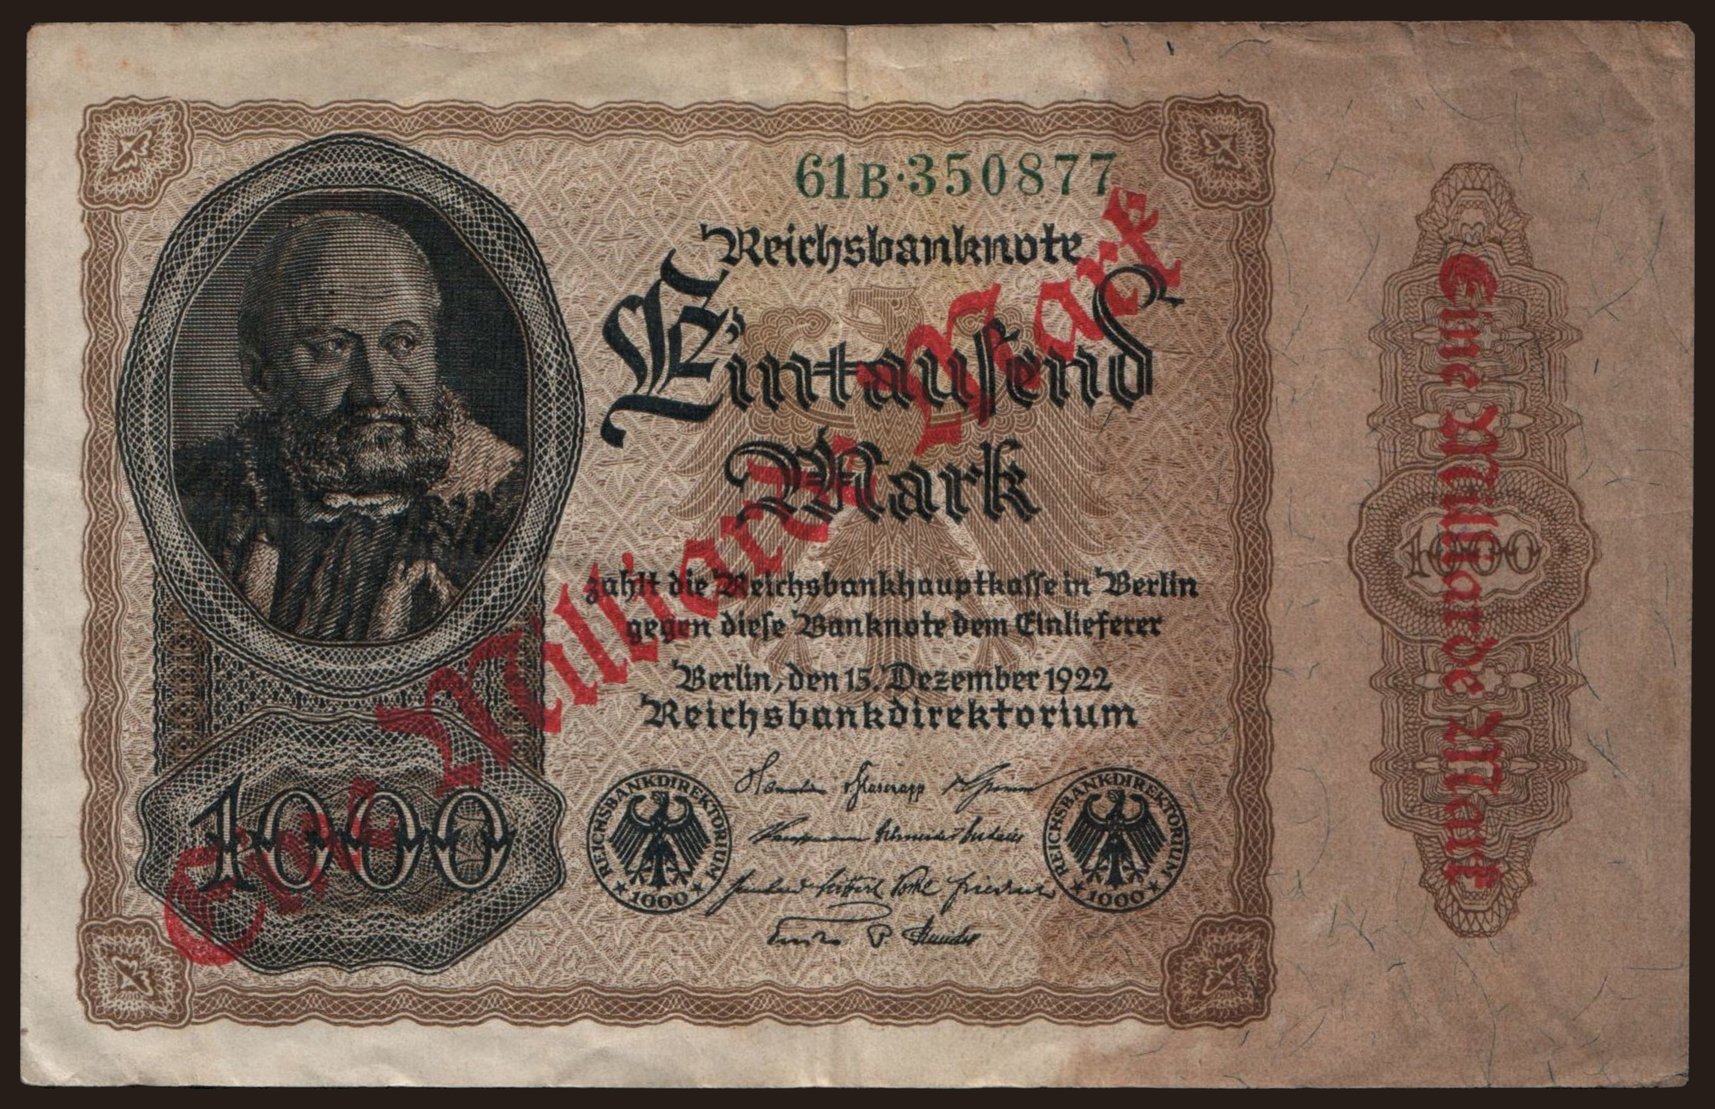 61B·350877
Reichsbanknote
Eintausend
Mark
zahlt die Reichsbankhauptkasse in Berlin
gegen diese Banknote dem Einlieferer
Berlin, den 15. Dezember 1922
Reichsbankdirektorium
REICHSBANKDIREKTORIUM
★ 1000 ★
REICHSBANKDIREKTORIUM
★ 1000 ★
1000
Eine Milliarde Mark
1000
Eine Milliarde Mark